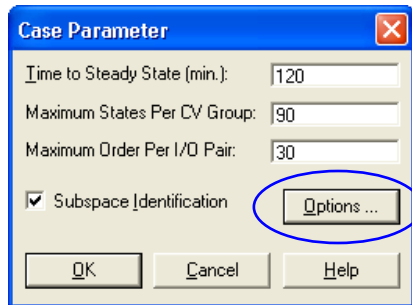 Case Parameter
Time to Steady State (min.): 120
Maximum States Per CV Group: 90
Maximum Order Per I/O Pair: 30
Subspace Identification Options ...
OK Cancel Help